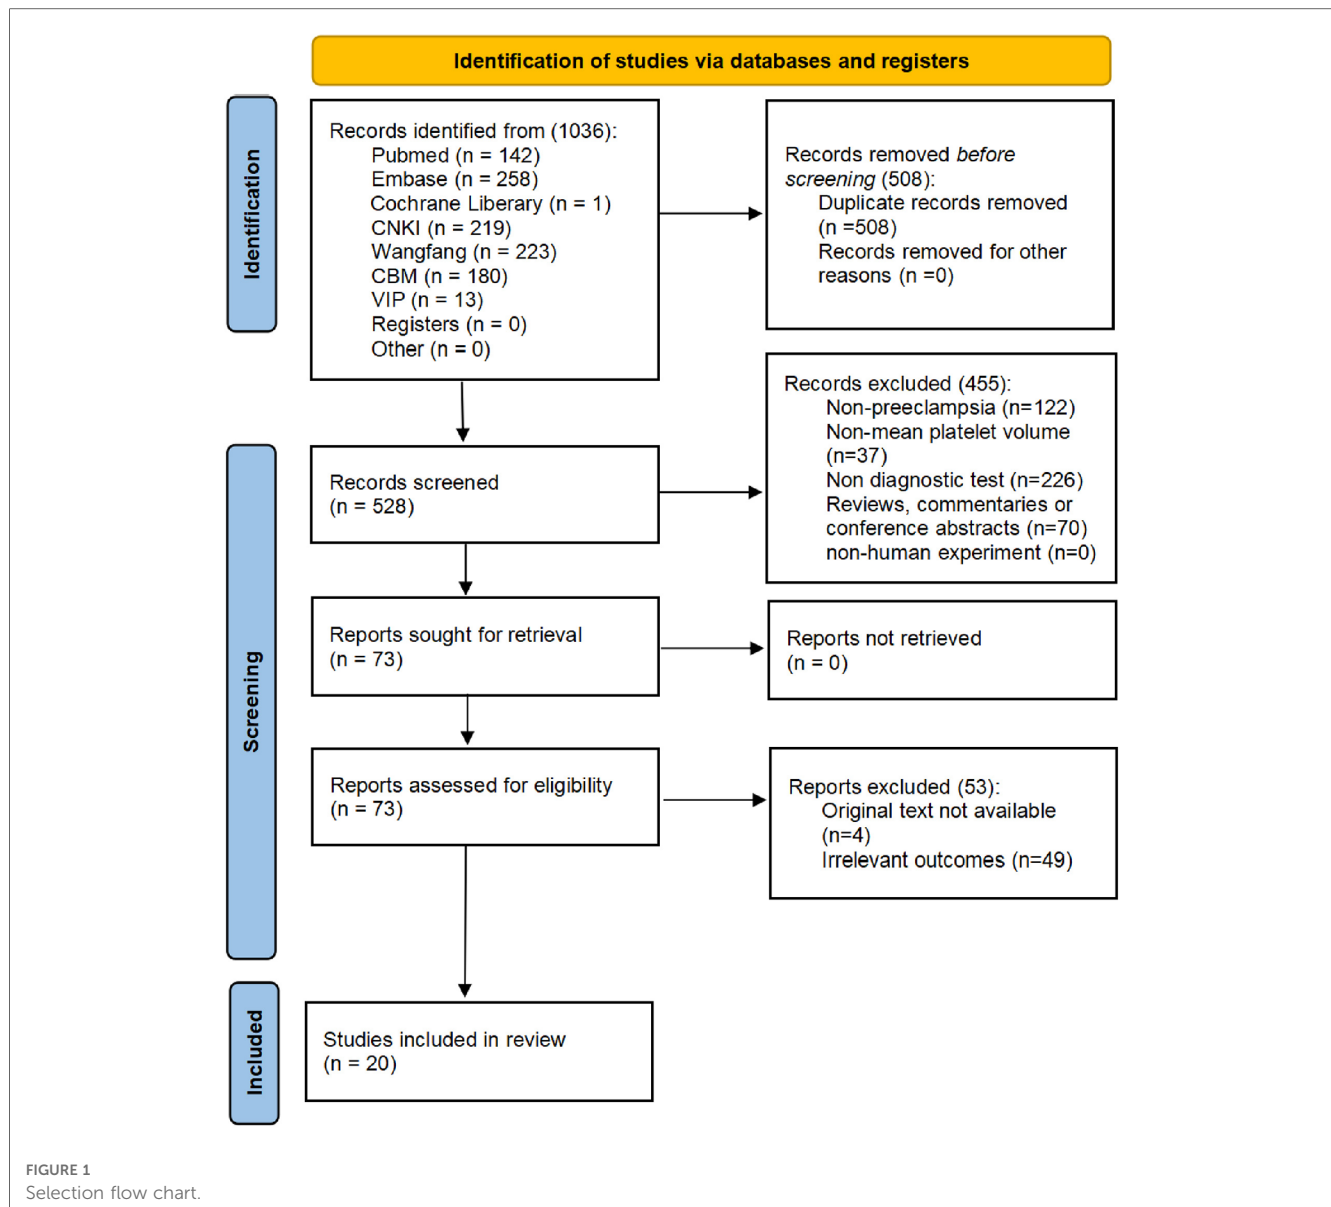 Identification of studies via databases and registers
Identification
Records identified from (1036):
Pubmed (n = 142)
Embase (n = 258)
Cochrane Liberary (n = 1)
CNKI (n = 219)
Wangfang (n = 223)
CBM (n = 180)
VIP (n = 13)
Registers (n = 0)
Other (n = 0)
Records removed before
screening (508):
Duplicate records removed
(n =508)
Records removed for other
reasons (n =0)
Screening
Records screened
(n = 528)
Records excluded (455):
Non-preeclampsia (n=122)
Non-mean platelet volume
(n=37)
Non diagnostic test (n=226)
Reviews, commentaries or
conference abstracts (n=70)
non-human experiment (n=0)
Reports sought for retrieval
(n = 73)
Reports not retrieved
(n = 0)
Reports assessed for eligibility
(n = 73)
Reports excluded (53):
Original text not available
(n=4)
Irrelevant outcomes (n=49)
Included
Studies included in review
(n = 20)
FIGURE 1
Selection flow chart.